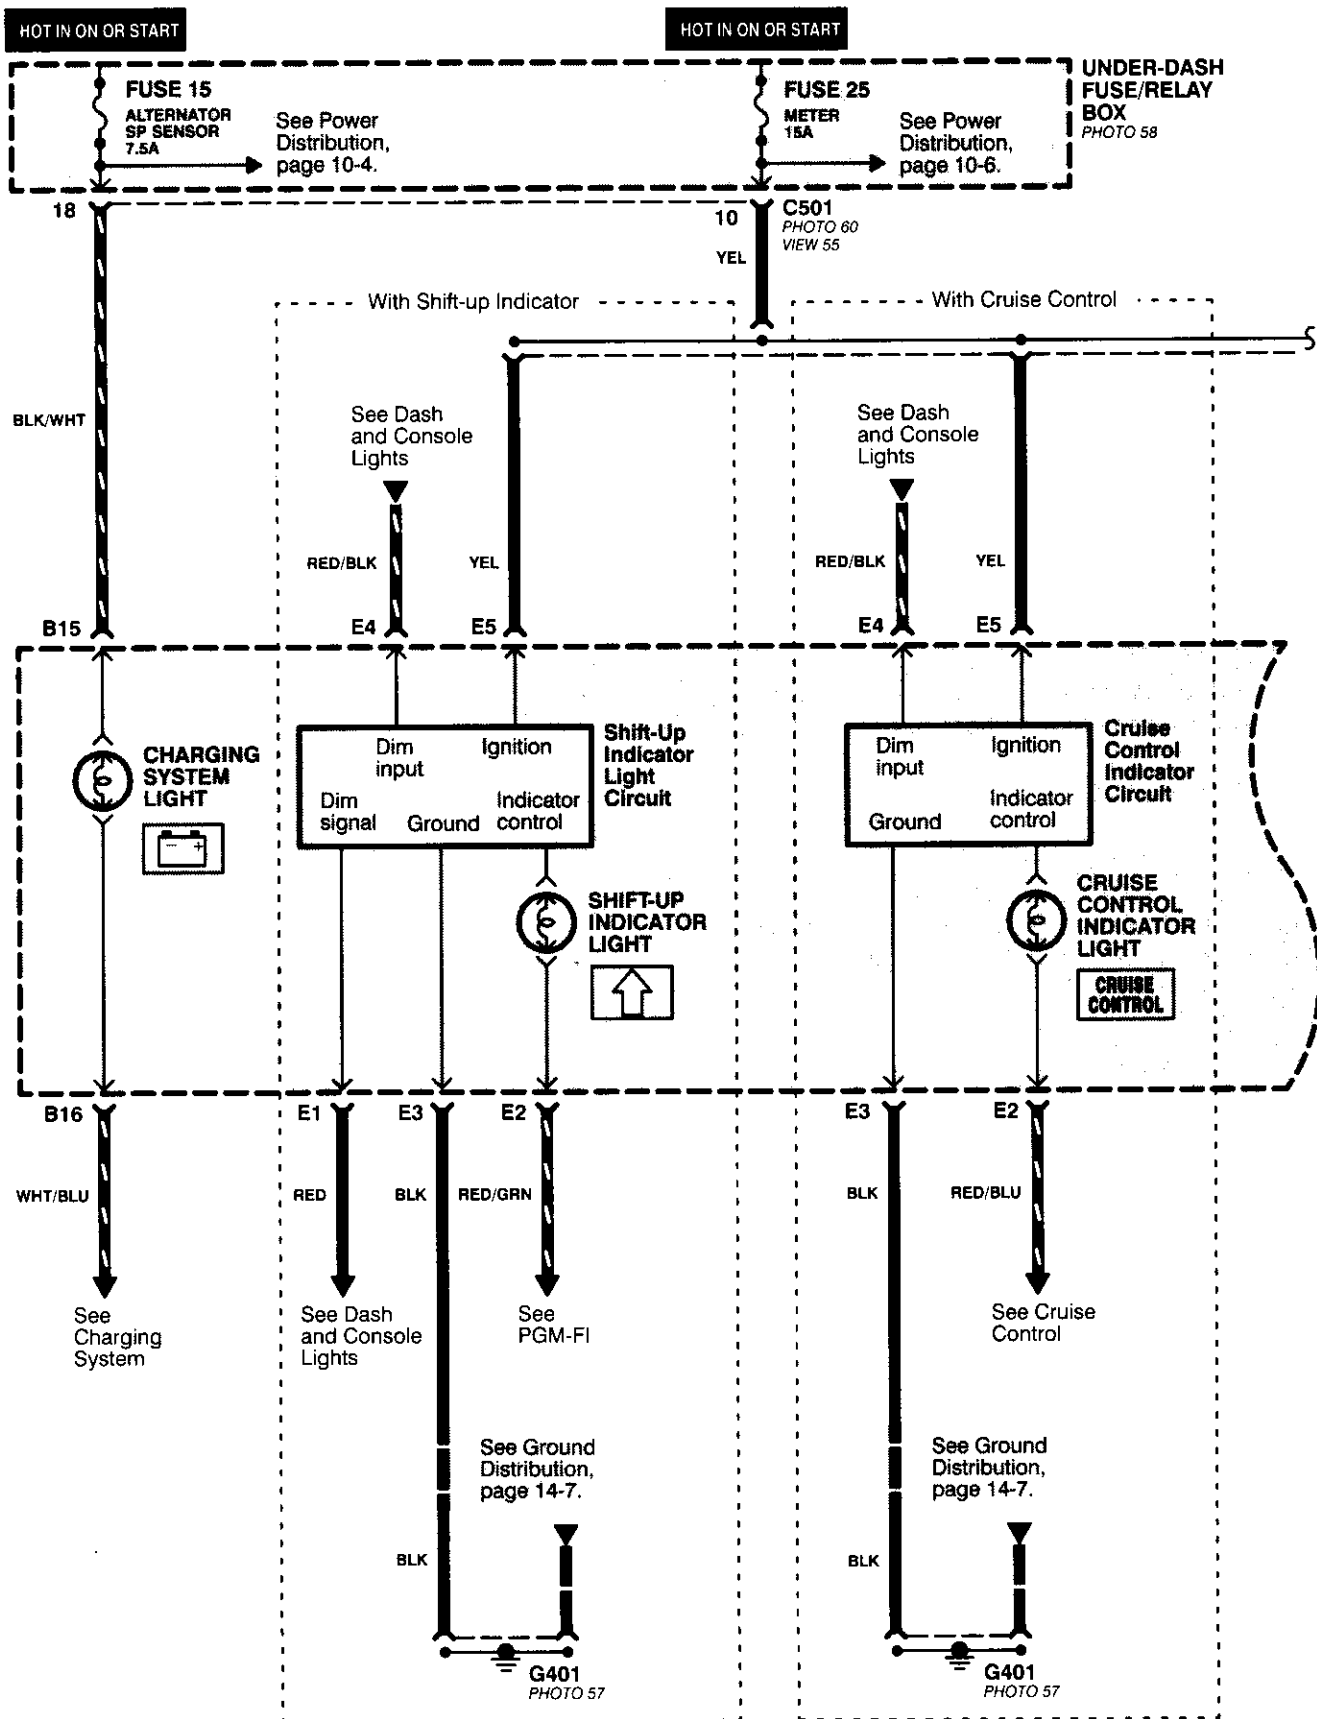 HOT IN ON OR START
HOT IN ON OR START
FUSE 15
ALTERNATOR
SP SENSOR
7.5A
See Power
Distribution,
page 10-4.
FUSE 25
METER
15A
See Power
Distribution,
page 10-6.
UNDER-DASH
FUSE/RELAY
BOX
PHOTO 58
18
10
C501
PHOTO 60
VIEW 55
YEL
With Shift-up Indicator
With Cruise Control
BLK/WHT
See Dash
and Console
Lights
See Dash
and Console
Lights
RED/BLK
YEL
RED/BLK
YEL
B15
E4
E5
E4
E5
CHARGING
SYSTEM
LIGHT
- +
Dim
input
Ignition
Dim
signal
Ground
Indicator
control
Shift-Up
Indicator
Light
Circuit
Dim
input
Ignition
Ground
Indicator
control
Cruise
Control
Indicator
Circuit
SHIFT-UP
INDICATOR
LIGHT
CRUISE
CONTROL
INDICATOR
LIGHT
CRUISE
CONTROL
B16
E1
E3
E2
E3
E2
WHT/BLU
RED
BLK
RED/GRN
BLK
RED/BLU
See
Charging
System
See Dash
and Console
Lights
See
PGM-FI
See Cruise
Control
See Ground
Distribution,
page 14-7.
See Ground
Distribution,
page 14-7.
BLK
BLK
G401
PHOTO 57
G401
PHOTO 57